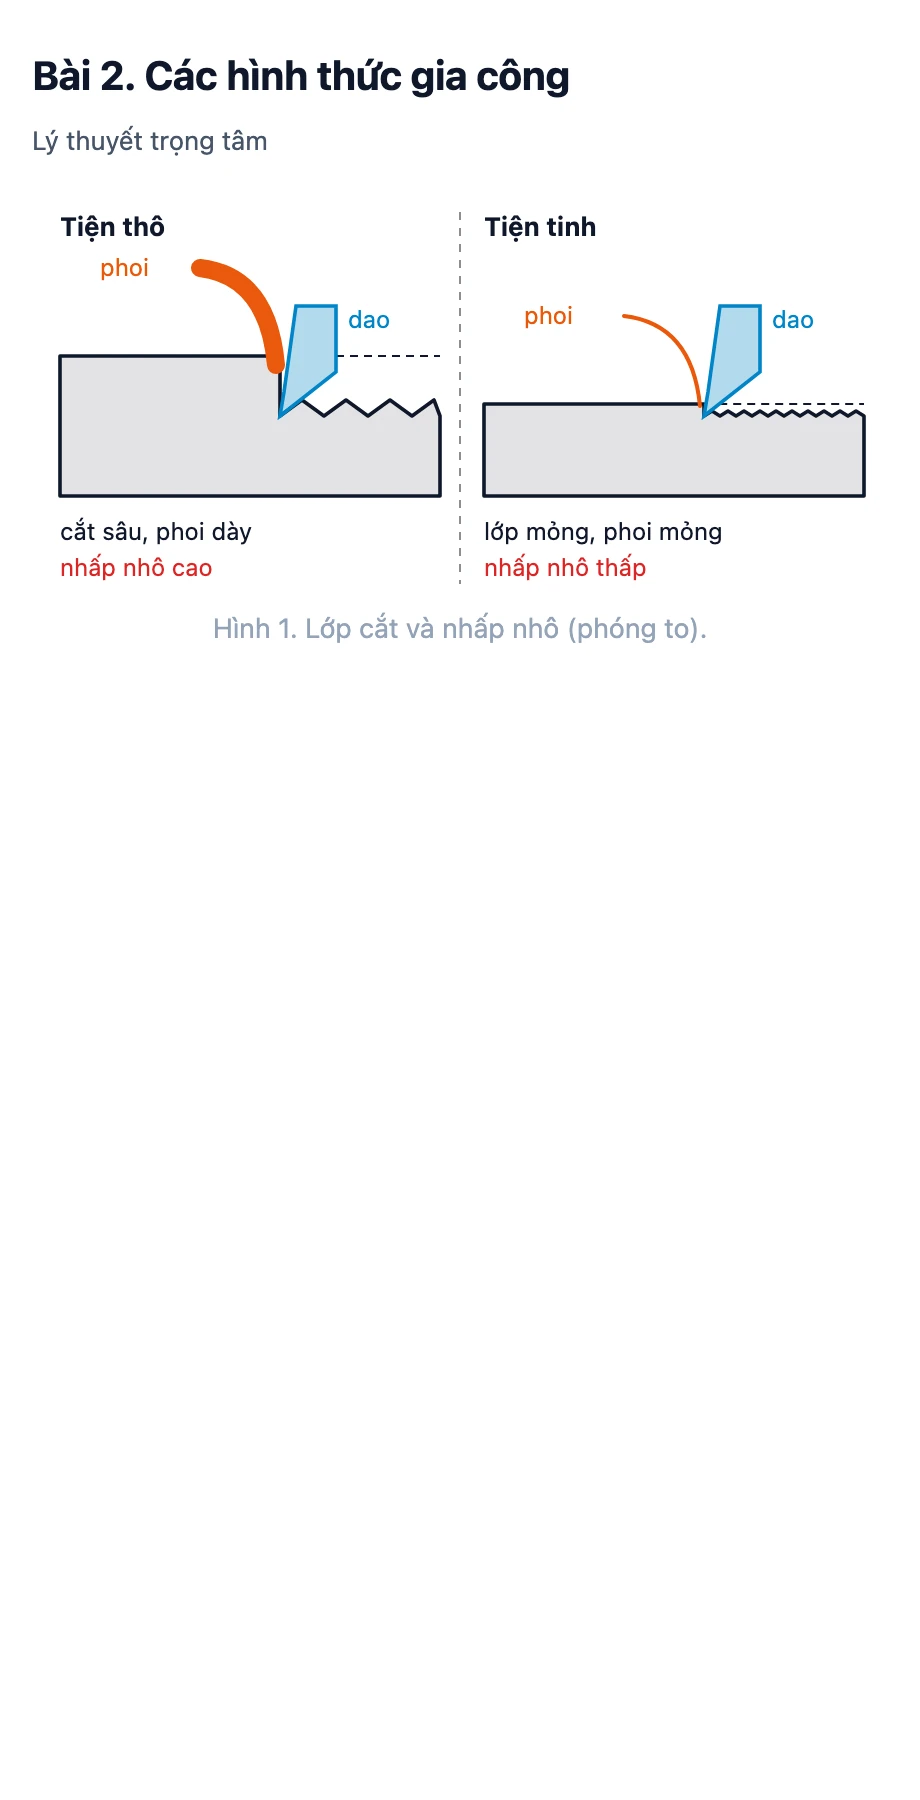 Bài 2. Các hình thức gia công
Lý thuyết trọng tâm
Tiện thô
phoi
dao
cắt sâu, phoi dày
nhấp nhô cao
Tiện tinh
phoi
dao
lớp mỏng, phoi mỏng
nhấp nhô thấp
Hình 1. Lớp cắt và nhấp nhô (phóng to).